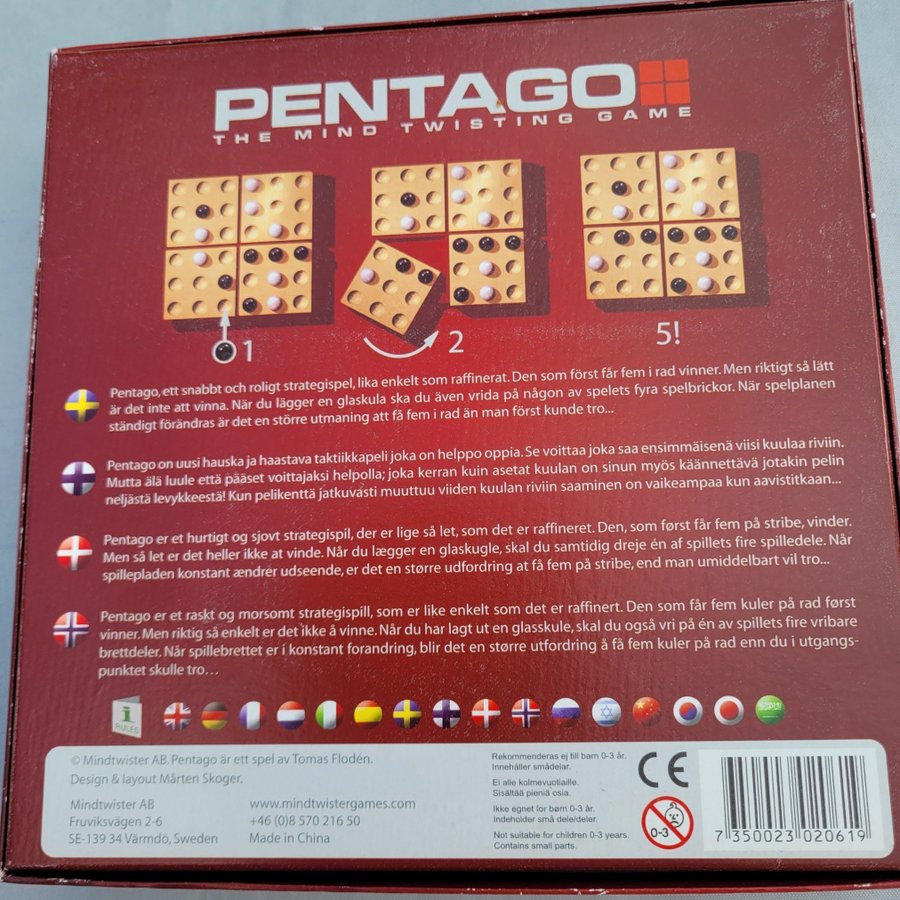 PENTAGO
THE MIND TWISTING GAME
1
2
5!
Pentago, ett snabbt och roligt strategispel, lika enkelt som raffinerat. Den som först får fem i rad vinner. Men riktigt så lätt
är det inte att vinna. När du lägger en glaskula ska du även vrida på någon av spelets fyra spelbrickor. När spelplanen
ständigt förändras är det en större utmaning att få fem i rad än man först kunde tro...
Pentago on uusi hauska ja haastava taktiikkapeli joka on helppo oppia. Se voittaa joka saa ensimmäisenä viisi kuulaa riviin.
Mutta älä luule että pääset voittajaksi helpolla; joka kerran kuin asetat kuulan on sinun myös käännettävä jotakin pelin
neljästä levykkeestä! Kun pelikenttä jatkuvasti muuttuu viiden kuulan riviin saaminen on vaikeampaa kun aavistitkaan...
Pentago er et hurtigt og sjovt strategispil, der er lige så let, som det er raffineret. Den, som først får fem på stribe, vinder.
Men så let er det heller ikke at vinde. Når du lægger en glaskugle, skal du samtidig dreje én af spillets fire spilledele. Når
spillepladen konstant ændrer udseende, er det en større udfordring at få fem på stribe, end man umiddelbart vil tro...
Pentago er et raskt og morsomt strategispill, som er like enkelt som det er raffinert. Den som får fem kuler på rad først
vinner. Men riktig så enkelt er det ikke å vinne. Når du har lagt ut en glasskule, skal du også vri på én av spillets fire vribare
brettdeler. Når spillebrettet er i konstant forandring, blir det en større utfordring å få fem kuler på rad enn du i utgangs-
punktet skulle tro...
i
RULES
© Mindtwister AB. Pentago är ett spel av Tomas Flodén.
Design & layout Mårten Skoger.
Mindtwister AB
Fruviksvägen 2-6
SE-139 34 Värmdö, Sweden
www.mindtwistergames.com
+46 (0)8 570 216 50
Made in China
Rekommenderas ej till barn 0-3 år.
Innehåller smådelar.
Ei alle kolmevuotiaille.
Sisältää pieniä osia.
Ikke egnet for børn 0-3 år.
Indeholder små dele/deler.
Not suitable for children 0-3 years.
Contains small parts.
CE
0-3
7 350023 020619